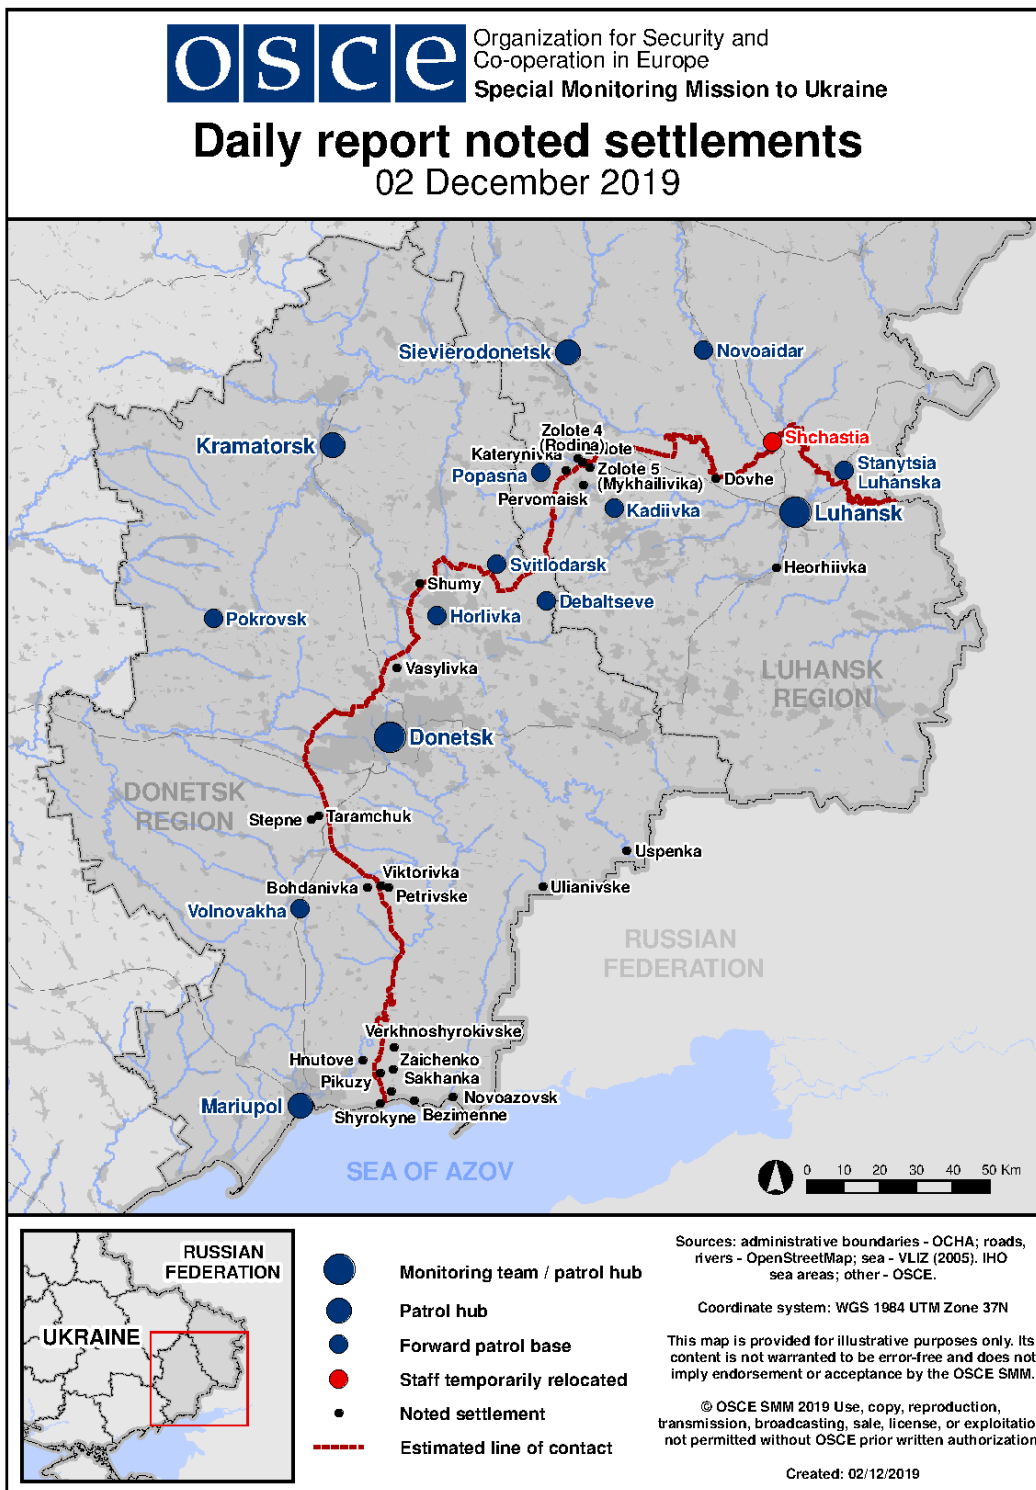 osce
Organization for Security and
Co-operation in Europe
Special Monitoring Mission to Ukraine
Daily report noted settlements
02 December 2019
Sievierodonetsk
Novoaidar
Kramatorsk
Zolote 4
(Rodina)
Katerynivka
Shchastia
Popasna
Zolote 5
(Mykhailivika)
Dovhe
Stanytsia
Luhanska
Pervomaisk
Kadiivka
Luhansk
Svitlodarsk
Heorhiivka
Shumy
Debaltseve
Pokrovsk
Horlivka
Vasylivka
LUHANSK
REGION
Donetsk
DONETSK
REGION
Stepne
Taramchuk
Uspenka
Viktorivka
Bohdanivka
Petrivske
Ulianivske
Volnovakha
RUSSIAN
FEDERATION
Verkhnoshyrokivske
Hnutove
Zaichenko
Pikuzy
Sakhanka
Mariupol
Novoazovsk
Shyrokyne
Bezimenne
SEA OF AZOV
0 10 20 30 40 50 Km
RUSSIAN
FEDERATION
UKRAINE
Monitoring team / patrol hub
Patrol hub
Forward patrol base
Staff temporarily relocated
Noted settlement
Estimated line of contact
Sources: administrative boundaries - OCHA; roads,
rivers - OpenStreetMap; sea - VLIZ (2005). IHO
sea areas; other - OSCE.
Coordinate system: WGS 1984 UTM Zone 37N
This map is provided for illustrative purposes only. Its
content is not warranted to be error-free and does not
imply endorsement or acceptance by the OSCE SMM.
© OSCE SMM 2019 Use, copy, reproduction,
transmission, broadcasting, sale, license, or exploitatio
not permitted without OSCE prior written authorization
Created: 02/12/2019